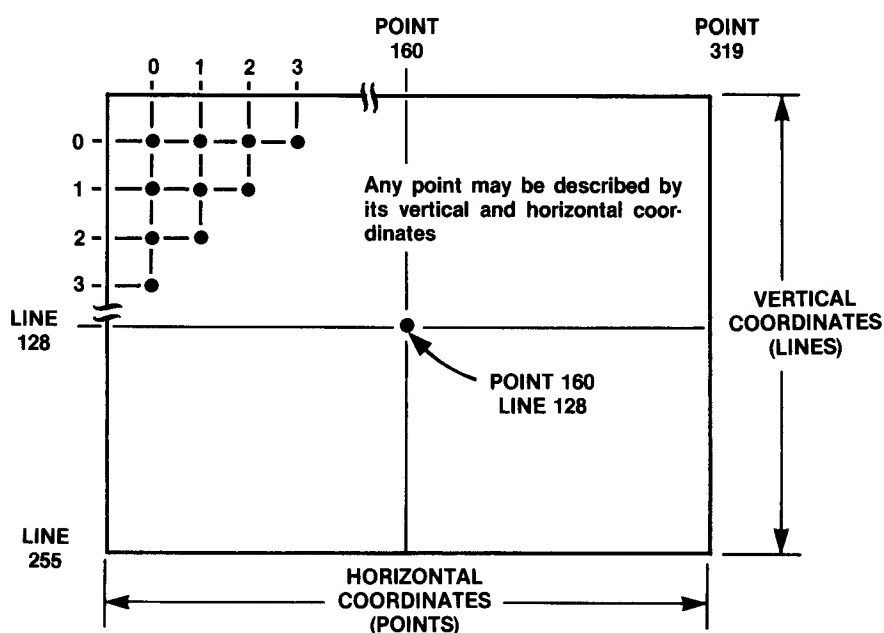 POINT
160
POINT
319
0 1 2 3
0
1
2
3
Any point may be described by
its vertical and horizontal coor-
dinates
LINE
128
VERTICAL
COORDINATES
(LINES)
POINT 160
LINE 128
LINE
255
HORIZONTAL
COORDINATES
(POINTS)